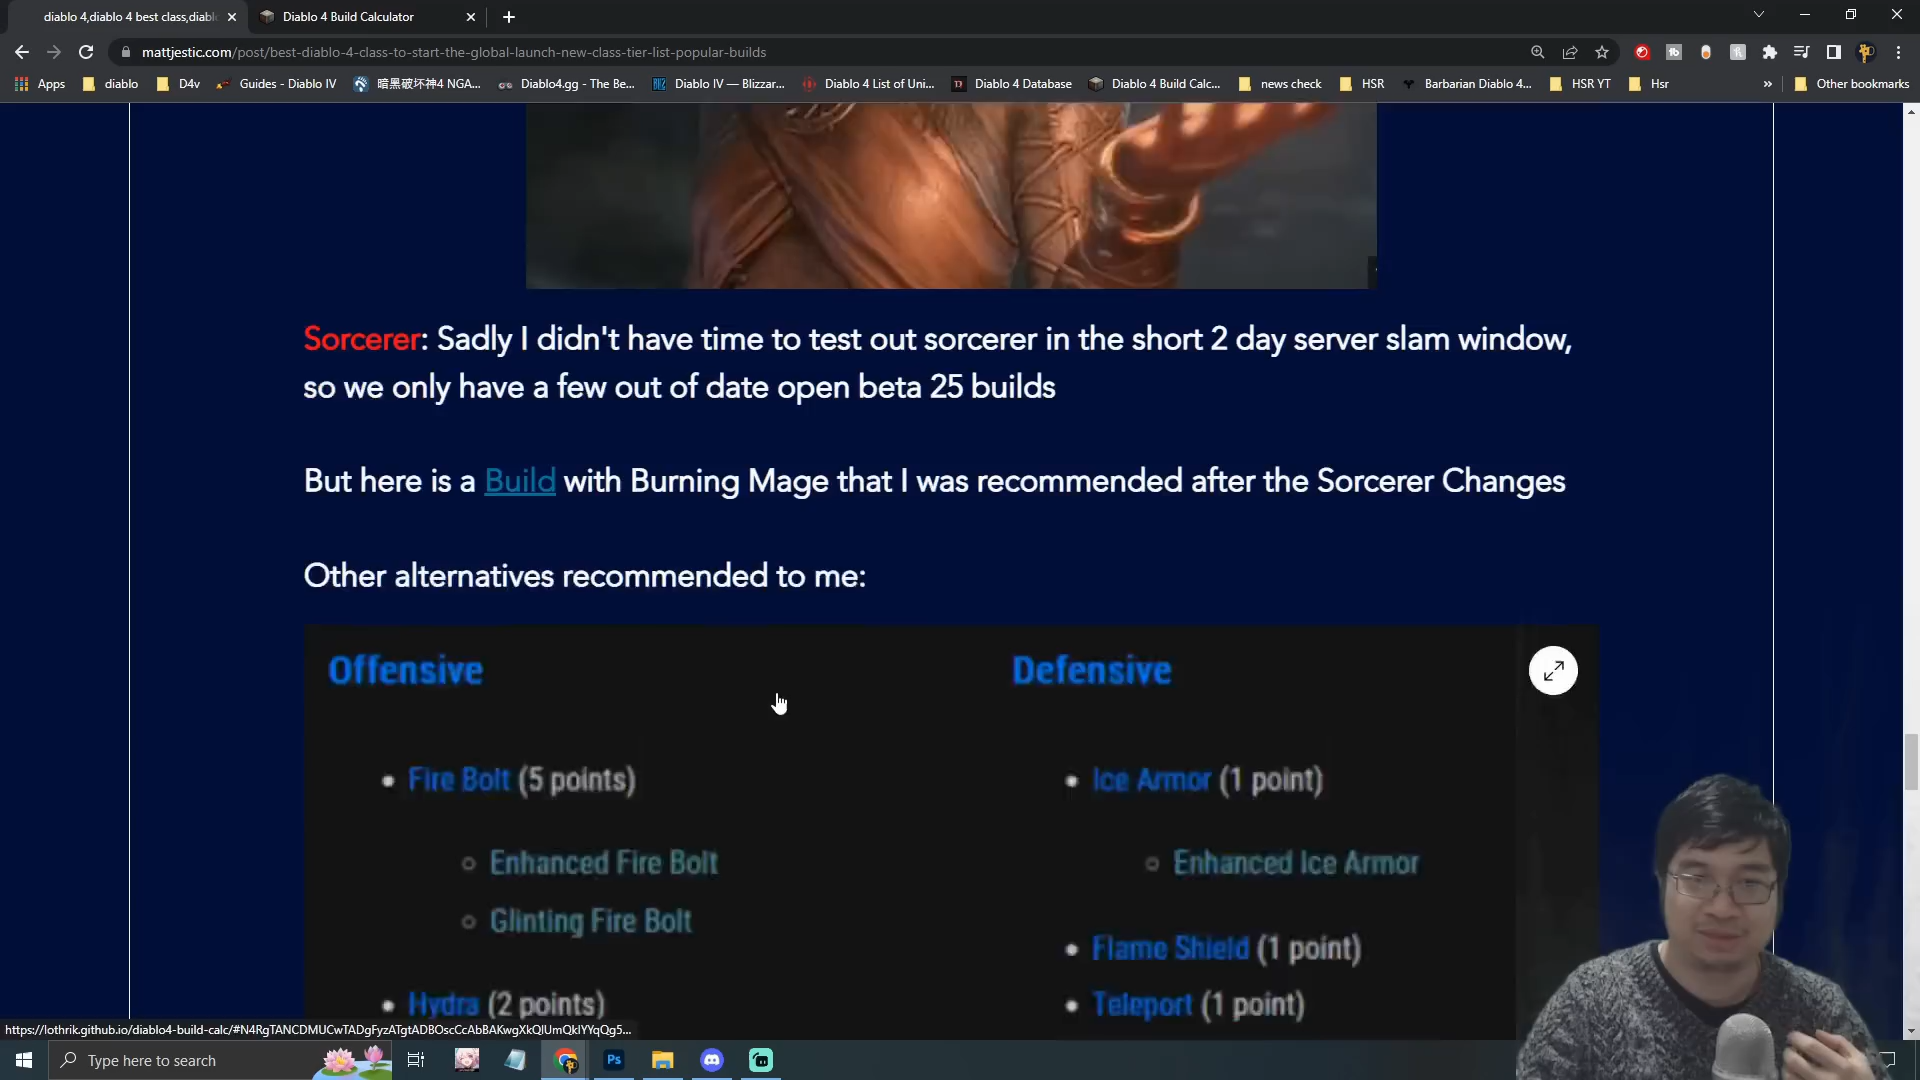 diablo 4,diablo 4 best class,diabl
Diablo 4 Build Calculator
mattjestic.com/post/best-diablo-4-class-to-start-the-global-launch-new-class-tier-list-popular-builds
Apps
diablo
D4v
Guides - Diablo IV
暗黑破坏神4 NGA...
Diablo4.gg - The Be...
Diablo IV — Blizzar...
Diablo 4 List of Uni...
Diablo 4 Database
Diablo 4 Build Calc...
news check
HSR
Barbarian Diablo 4...
HSR YT
Hsr
»
Other bookmarks
Sorcerer: Sadly I didn't have time to test out sorcerer in the short 2 day server slam window,
so we only have a few out of date open beta 25 builds
But here is a Build with Burning Mage that I was recommended after the Sorcerer Changes
Other alternatives recommended to me:
Offensive
Defensive
• Fire Bolt (5 points)
• Ice Armor (1 point)
○ Enhanced Fire Bolt
○ Enhanced Ice Armor
○ Glinting Fire Bolt
• Flame Shield (1 point)
• Hydra (2 points)
• Teleport (1 point)
Type here to search
Ps